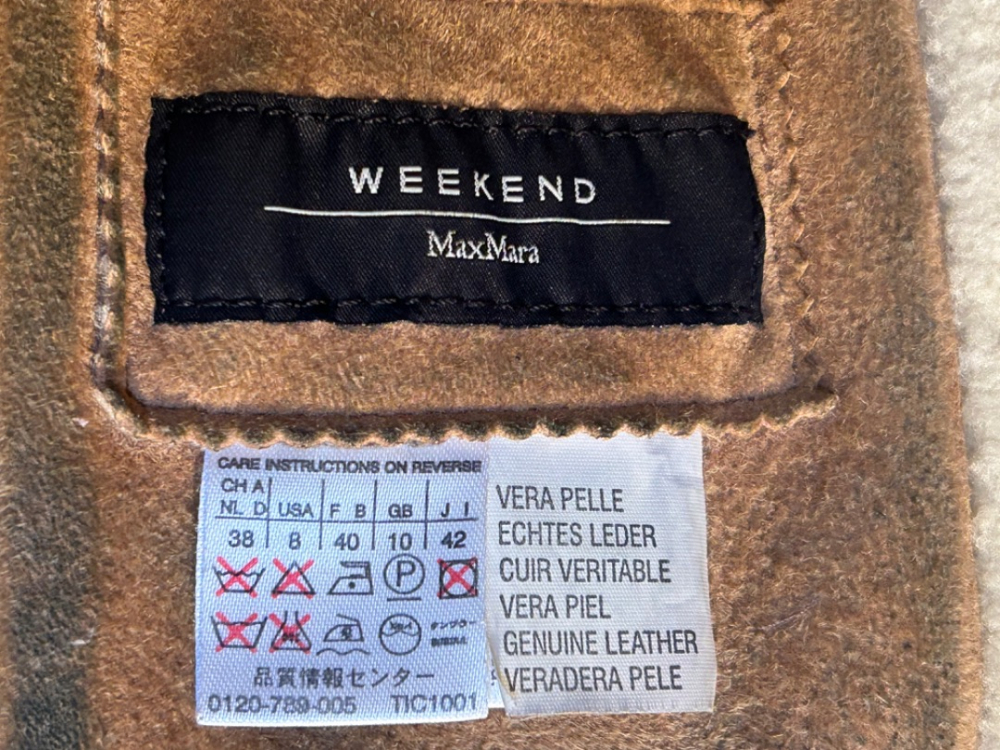 WEEKEND
MaxMara
CARE INSTRUCTIONS ON REVERSE
CH A
NL D USA F B GB J I
38 8 40 10 42
P
品質情報センター
0120-789-005 TIC1001
VERA PELLE
ECHTES LEDER
CUIR VERITABLE
VERA PIEL
GENUINE LEATHER
VERADERA PELE